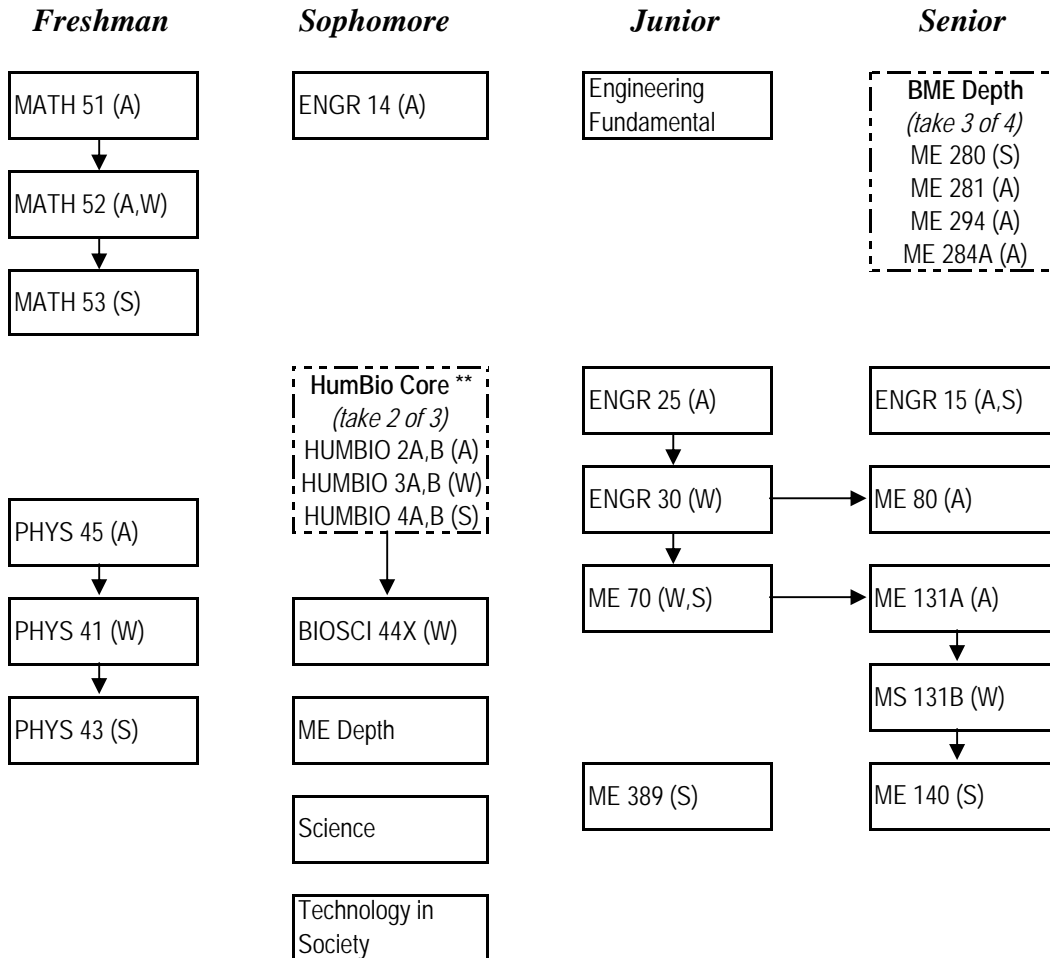 Freshman
MATH 51 (A)
MATH 52 (A,W)
MATH 53 (S)
PHYS 45 (A)
PHYS 41 (W)
PHYS 43 (S)
Sophomore
ENGR 14 (A)
HumBio Core **
(take 2 of 3)
HUMBIO 2A,B (A)
HUMBIO 3A,B (W)
HUMBIO 4A,B (S)
BIOSCI 44X (W)
ME Depth
Science
Technology in
Society
Junior
Engineering
Fundamental
ENGR 25 (A)
ENGR 30 (W)
ME 70 (W,S)
ME 389 (S)
Senior
BME Depth
(take 3 of 4)
ME 280 (S)
ME 281 (A)
ME 294 (A)
ME 284A (A)
ENGR 15 (A,S)
ME 80 (A)
ME 131A (A)
MS 131B (W)
ME 140 (S)